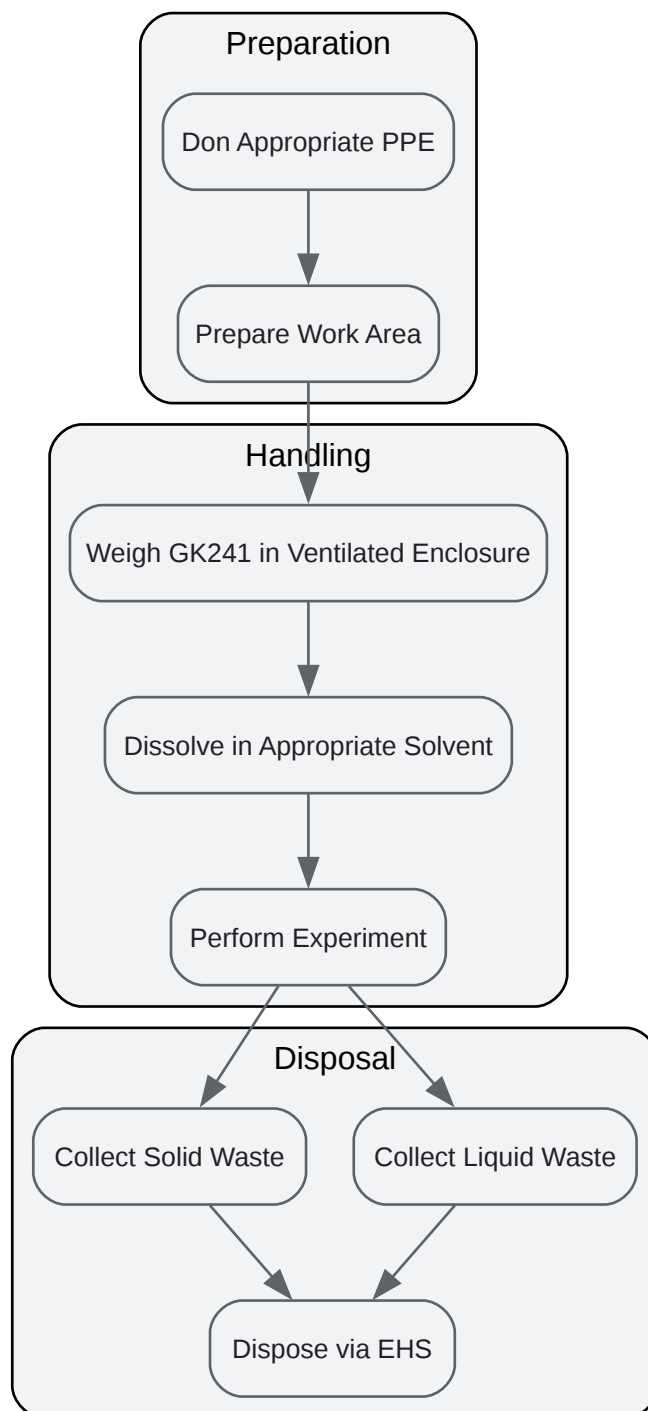 Preparation
Don Appropriate PPE
Prepare Work Area
Handling
Weigh GK241 in Ventilated Enclosure
Dissolve in Appropriate Solvent
Perform Experiment
Disposal
Collect Solid Waste
Collect Liquid Waste
Dispose via EHS